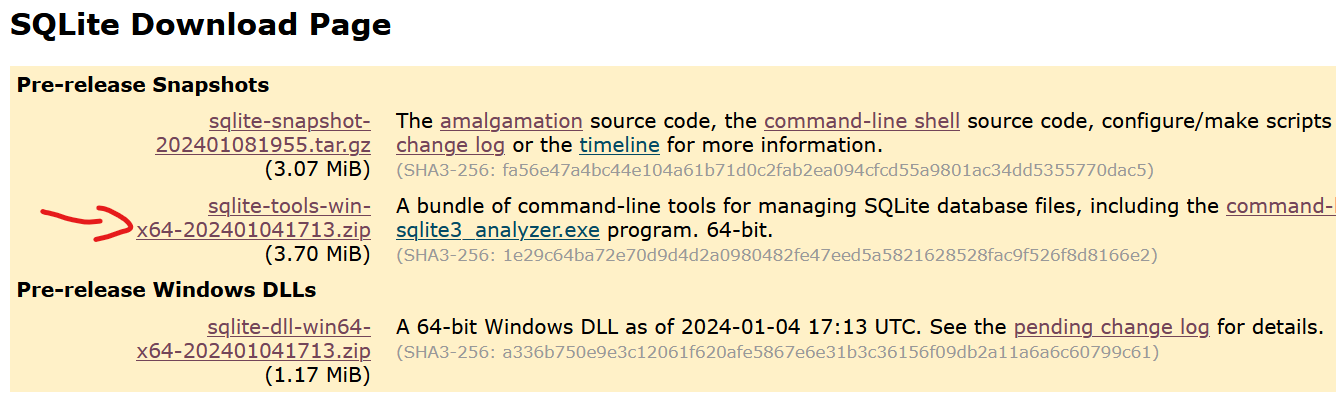 SQLite Download Page
Pre-release Snapshots
sqlite-snapshot-
202401081955.tar.gz
(3.07 MiB)
The amalgamation source code, the command-line shell source code, configure/make scripts
change log or the timeline for more information.
(SHA3-256: fa56e47a4bc44e104a61b71d0c2fab2ea094cfcd55a9801ac34dd5355770dac5)
sqlite-tools-win-
x64-202401041713.zip
(3.70 MiB)
A bundle of command-line tools for managing SQLite database files, including the command-
sqlite3_analyzer.exe program. 64-bit.
(SHA3-256: 1e29c64ba72e70d9d4d2a0980482fe47eed5a5821628528fac9f526f8d8166e2)
Pre-release Windows DLLs
sqlite-dll-win64-
x64-202401041713.zip
(1.17 MiB)
A 64-bit Windows DLL as of 2024-01-04 17:13 UTC. See the pending change log for details.
(SHA3-256: a336b750e9e3c12061f620afe5867e6e31b3c36156f09db2a11a6a6c60799c61)